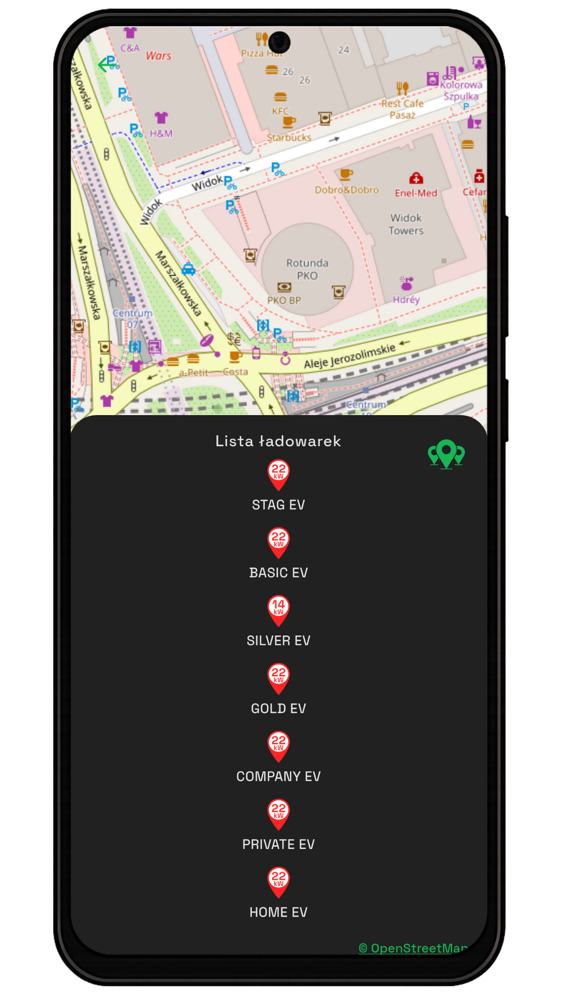 C&A
Wars
Pizza Hut
24
26
26
Kolorowa
Szpulka
P
Rest Cafe
Pasaż
KFC
Starbucks
H&M
Marszałkowska
Widok
Widok
Dobro&Dobro
Enel-Med
Widok
Towers
Rotunda
PKO
PKO BP
Hdréy
Marszałkowska
Marszałkowska
Centrum
07
a-Petit
Costa
Aleje Jerozolimskie
Centrum
Lista ładowarek
22
kW
STAG EV
22
kW
BASIC EV
14
kW
SILVER EV
22
kW
GOLD EV
22
kW
COMPANY EV
22
kW
PRIVATE EV
22
kW
HOME EV
© OpenStreetMap